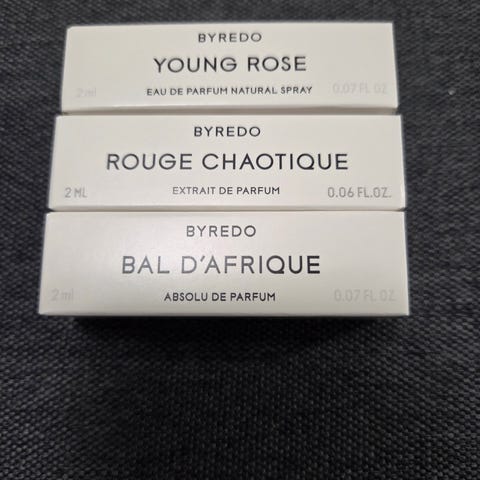 BYREDO
YOUNG ROSE
2ml EAU DE PARFUM NATURAL SPRAY 0.07 FL OZ
BYREDO
ROUGE CHAOTIQUE
2 ML EXTRAIT DE PARFUM 0.06 FL.OZ.
BYREDO
BAL D'AFRIQUE
2ml ABSOLU DE PARFUM 0.07 FL OZ